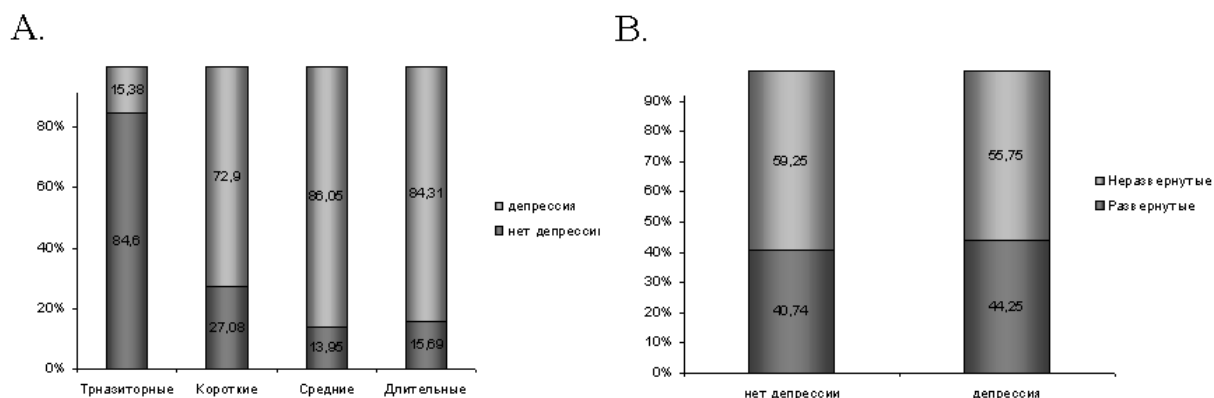 A.
15,38
84,6
72,9
27,08
86,05
13,95
84,31
15,69
80%
60%
40%
20%
0%
Трназиторные
Короткие
Средние
Длительные
депрессия
нет депрессии
B.
90%
80%
70%
60%
50%
40%
30%
20%
10%
0%
59,25
40,74
55,75
44,25
нет депрессии
депрессия
Неразвернутые
Развернутые